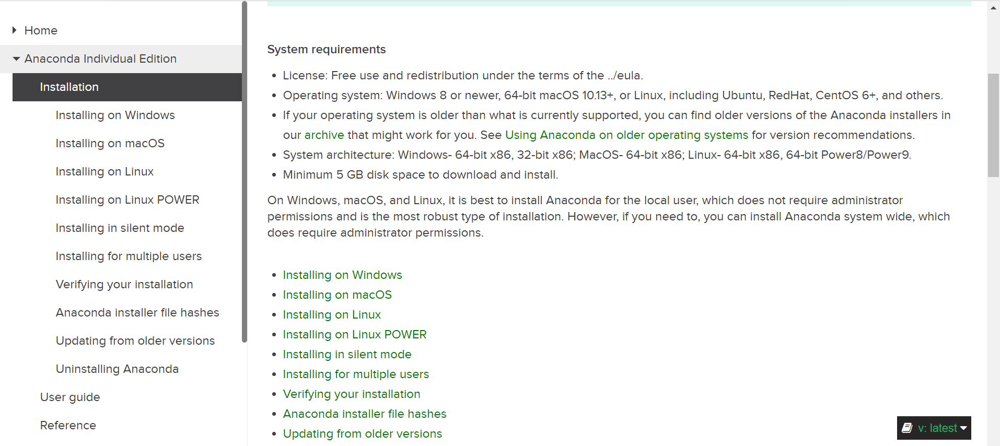 Home
Anaconda Individual Edition
Installation
Installing on Windows
Installing on macOS
Installing on Linux
Installing on Linux POWER
Installing in silent mode
Installing for multiple users
Verifying your installation
Anaconda installer file hashes
Updating from older versions
Uninstalling Anaconda
User guide
Reference
System requirements
• License: Free use and redistribution under the terms of the ../eula.
• Operating system: Windows 8 or newer, 64-bit macOS 10.13+, or Linux, including Ubuntu, RedHat, CentOS 6+, and others.
• If your operating system is older than what is currently supported, you can find older versions of the Anaconda installers in
our archive that might work for you. See Using Anaconda on older operating systems for version recommendations.
• System architecture: Windows- 64-bit x86, 32-bit x86; MacOS- 64-bit x86; Linux- 64-bit x86, 64-bit Power8/Power9.
• Minimum 5 GB disk space to download and install.
On Windows, macOS, and Linux, it is best to install Anaconda for the local user, which does not require administrator
permissions and is the most robust type of installation. However, if you need to, you can install Anaconda system wide, which
does require administrator permissions.
• Installing on Windows
• Installing on macOS
• Installing on Linux
• Installing on Linux POWER
• Installing in silent mode
• Installing for multiple users
• Verifying your installation
• Anaconda installer file hashes
• Updating from older versions
v: latest